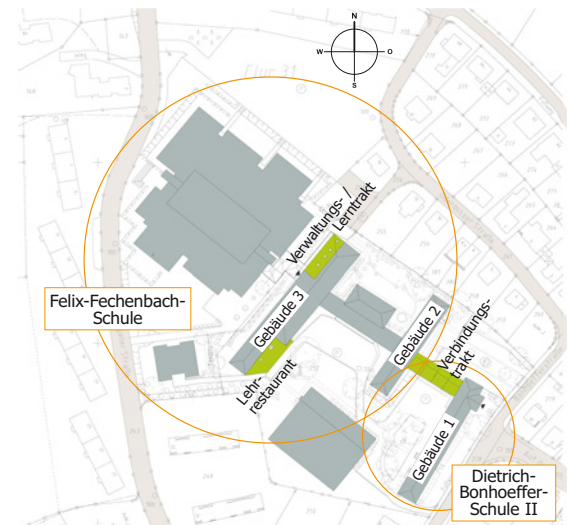 N
W
O
S
Flur 31
Verwaltungs- /
Lerntrakt
Felix-Fechenbach-
Schule
Gebäude 3
Gebäude 2
Verbindungs-
trakt
Lehr-
restaurant
Gebäude 1
Dietrich-
Bonhoeffer-
Schule II